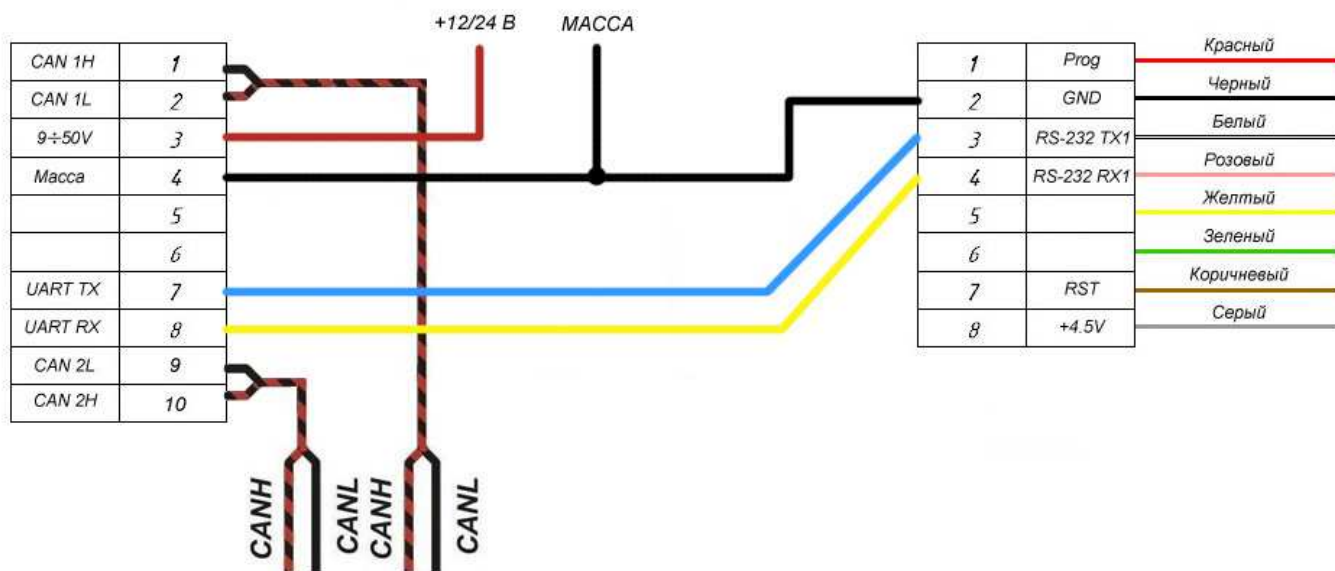 +12/24 В МАССА
CAN 1H 1
CAN 1L 2
9÷50V 3
Масса 4
5
6
UART TX 7
UART RX 8
CAN 2L 9
CAN 2H 10
1 Prog Красный
2 GND Черный
3 RS-232 TX1 Белый
4 RS-232 RX1 Розовый
5 Желтый
6 Зеленый
7 RST Коричневый
8 +4.5V Серый
CANH
CANL
CANH
CANL